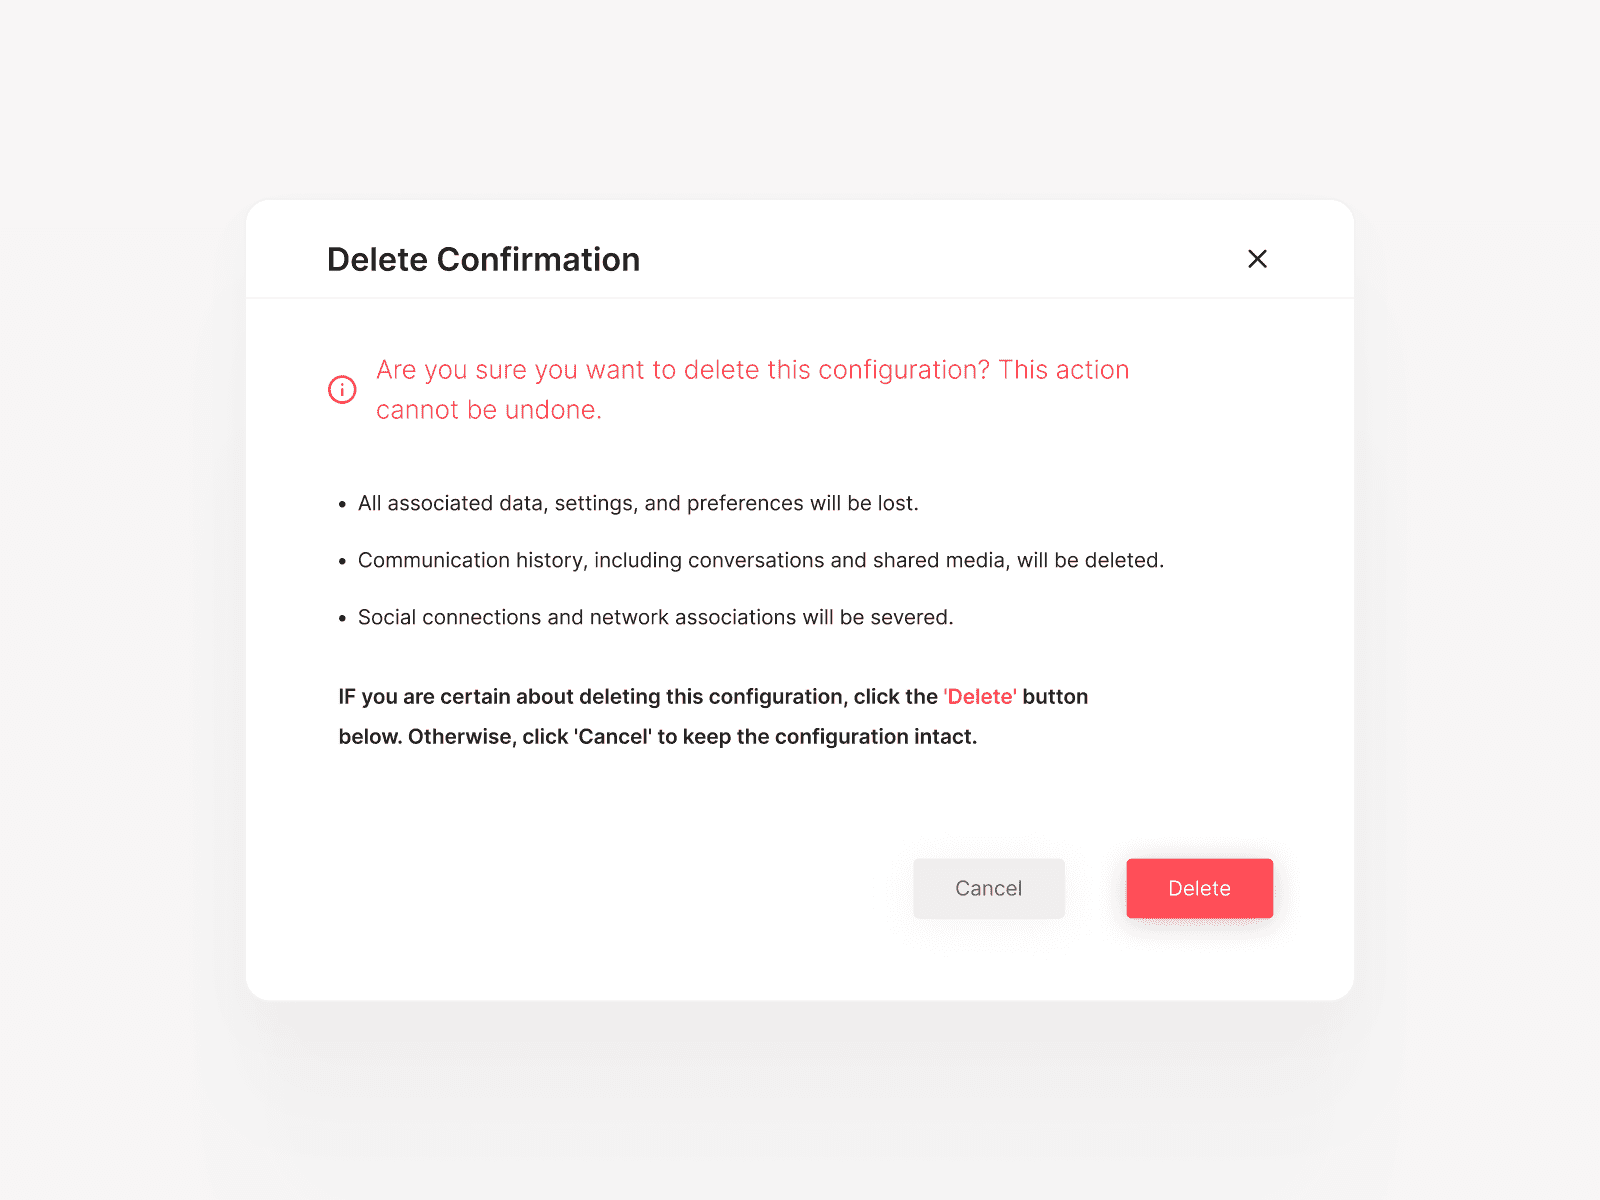 Delete Confirmation
Are you sure you want to delete this configuration? This action
cannot be undone.
• All associated data, settings, and preferences will be lost.
• Communication history, including conversations and shared media, will be deleted.
• Social connections and network associations will be severed.
IF you are certain about deleting this configuration, click the 'Delete' button
below. Otherwise, click 'Cancel' to keep the configuration intact.
Cancel
Delete